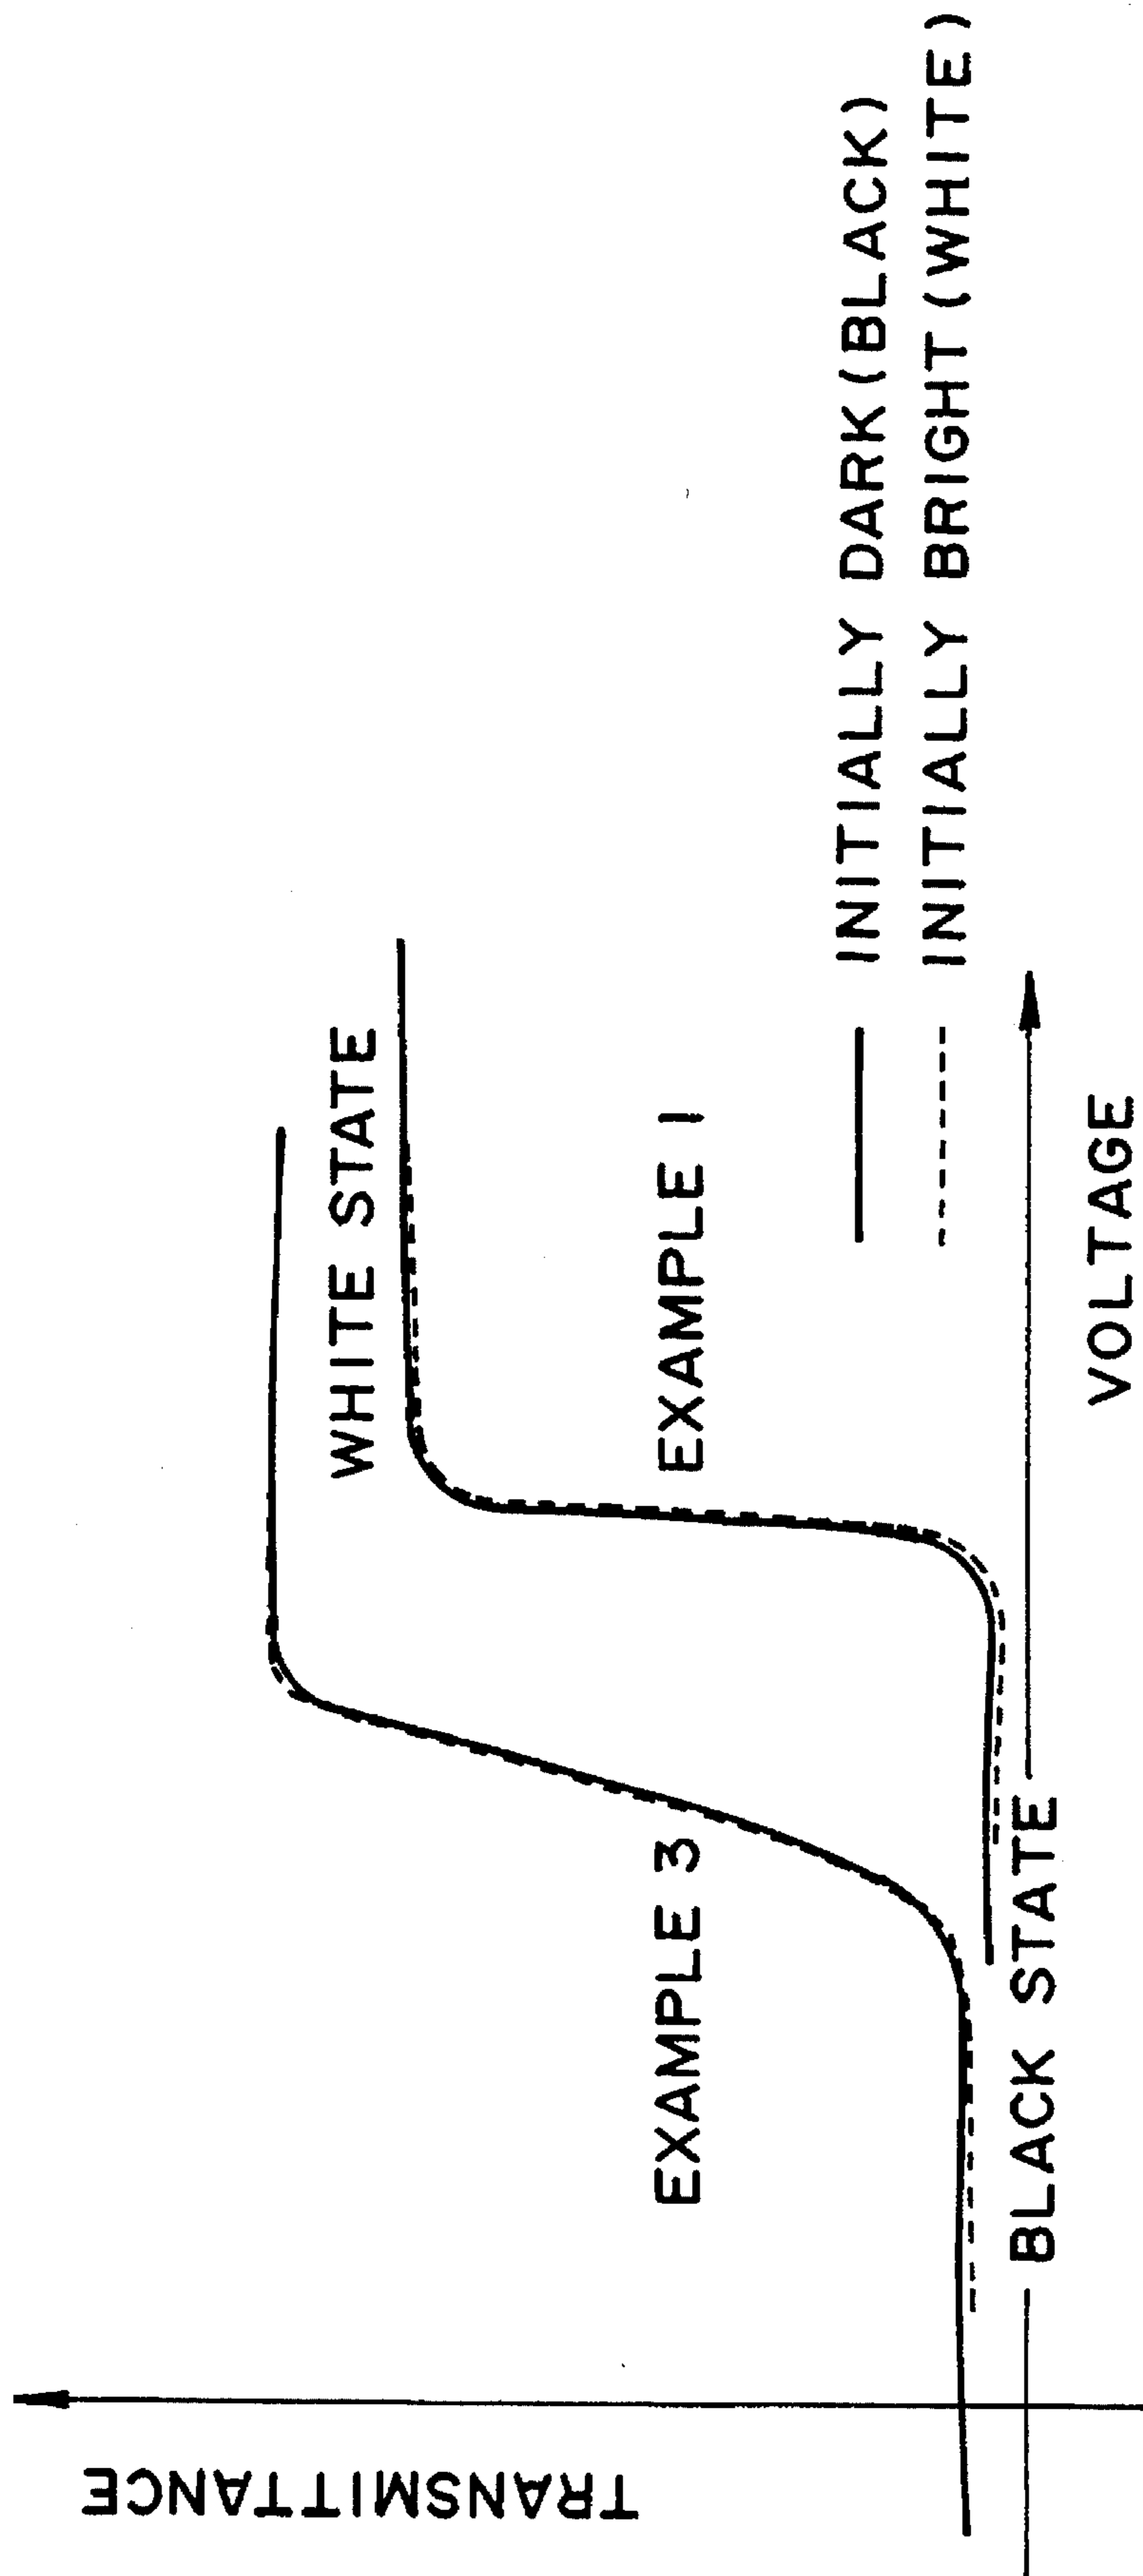 TRANSMITTANCE
WHITE STATE
EXAMPLE 3
EXAMPLE 1
INITIALLY DARK (BLACK)
INITIALLY BRIGHT (WHITE)
BLACK STATE
VOLTAGE